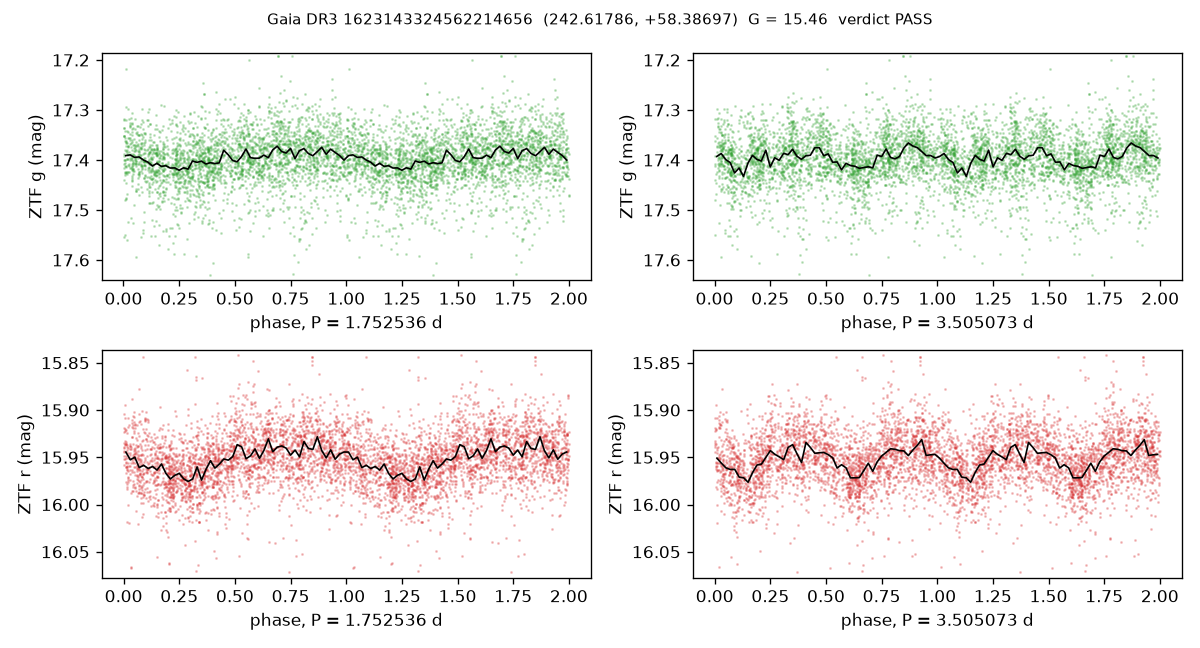 Gaia DR3 1623143324562214656 (242.61786, +58.38697) G = 15.46 verdict PASS
ZTF g (mag)
17.2
17.3
17.4
17.5
17.6
0.00 0.25 0.50 0.75 1.00 1.25 1.50 1.75 2.00
phase, P = 1.752536 d
ZTF g (mag)
17.2
17.3
17.4
17.5
17.6
0.00 0.25 0.50 0.75 1.00 1.25 1.50 1.75 2.00
phase, P = 3.505073 d
ZTF r (mag)
15.85
15.90
15.95
16.00
16.05
0.00 0.25 0.50 0.75 1.00 1.25 1.50 1.75 2.00
phase, P = 1.752536 d
ZTF r (mag)
15.85
15.90
15.95
16.00
16.05
0.00 0.25 0.50 0.75 1.00 1.25 1.50 1.75 2.00
phase, P = 3.505073 d